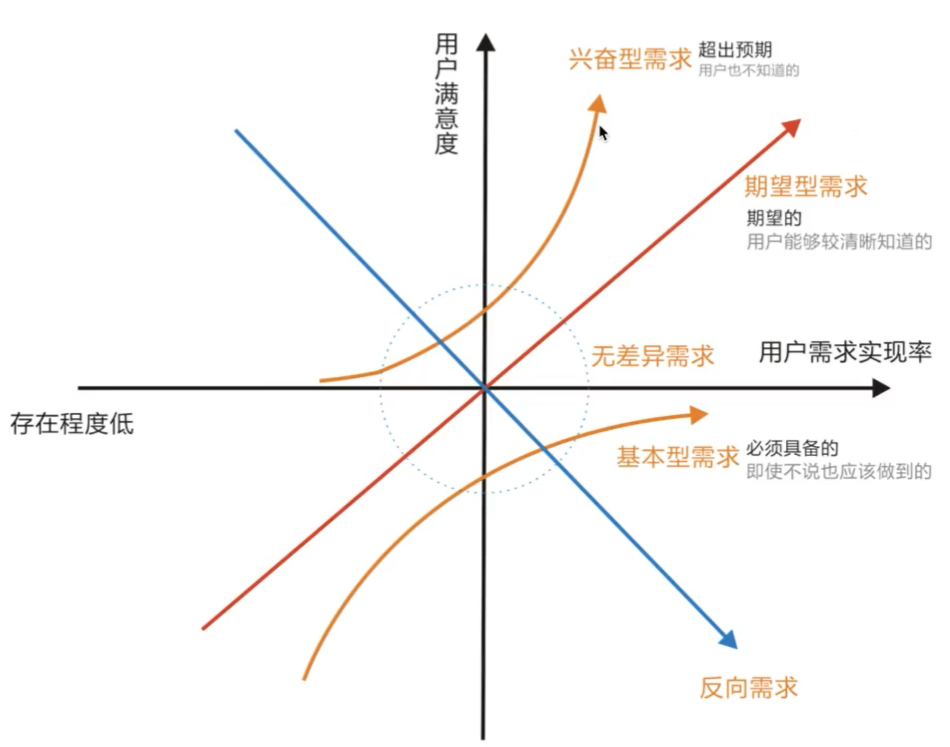 用户满意度
兴奋型需求
超出预期
用户也不知道的
期望型需求
期望的
用户能够较清晰知道的
无差异需求
用户需求实现率
存在程度低
基本型需求
必须具备的
即使不说也应该做到的
反向需求